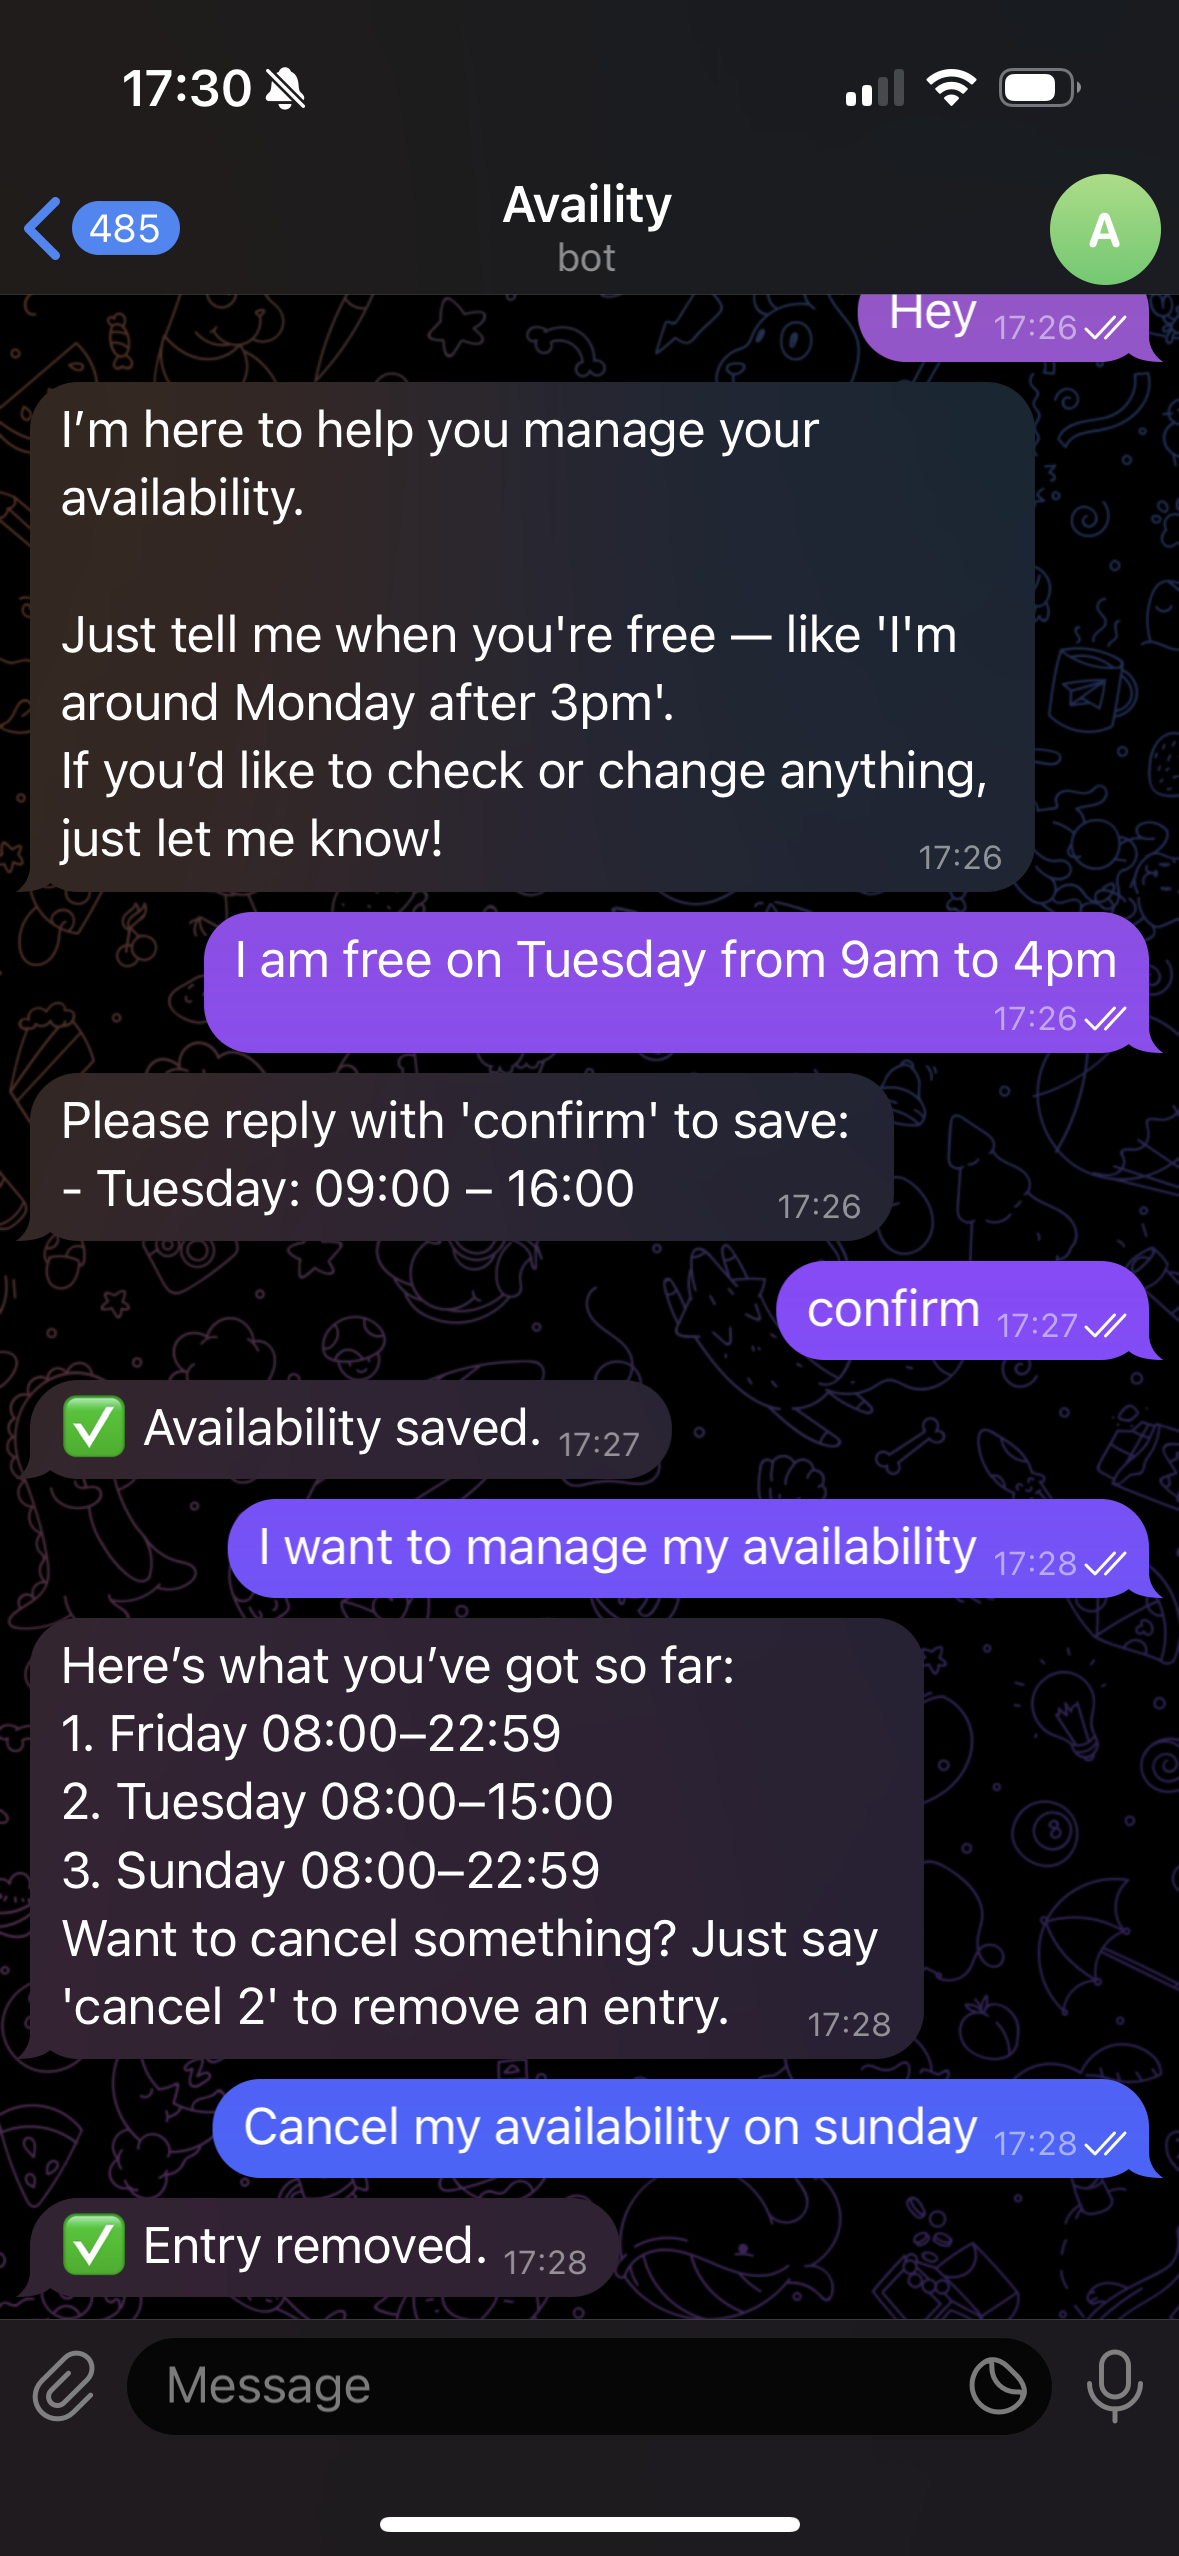 17:30
485
Availity
bot
A
Hey 17:26
I’m here to help you manage your
availability.
Just tell me when you're free — like 'I'm
around Monday after 3pm'.
If you’d like to check or change anything,
just let me know!
17:26
I am free on Tuesday from 9am to 4pm
17:26
Please reply with 'confirm' to save:
- Tuesday: 09:00 – 16:00
17:26
confirm 17:27
✅ Availability saved. 17:27
I want to manage my availability 17:28
Here’s what you’ve got so far:
1. Friday 08:00–22:59
2. Tuesday 08:00–15:00
3. Sunday 08:00–22:59
Want to cancel something? Just say
'cancel 2' to remove an entry.
17:28
Cancel my availability on sunday 17:28
✅ Entry removed. 17:28
Message